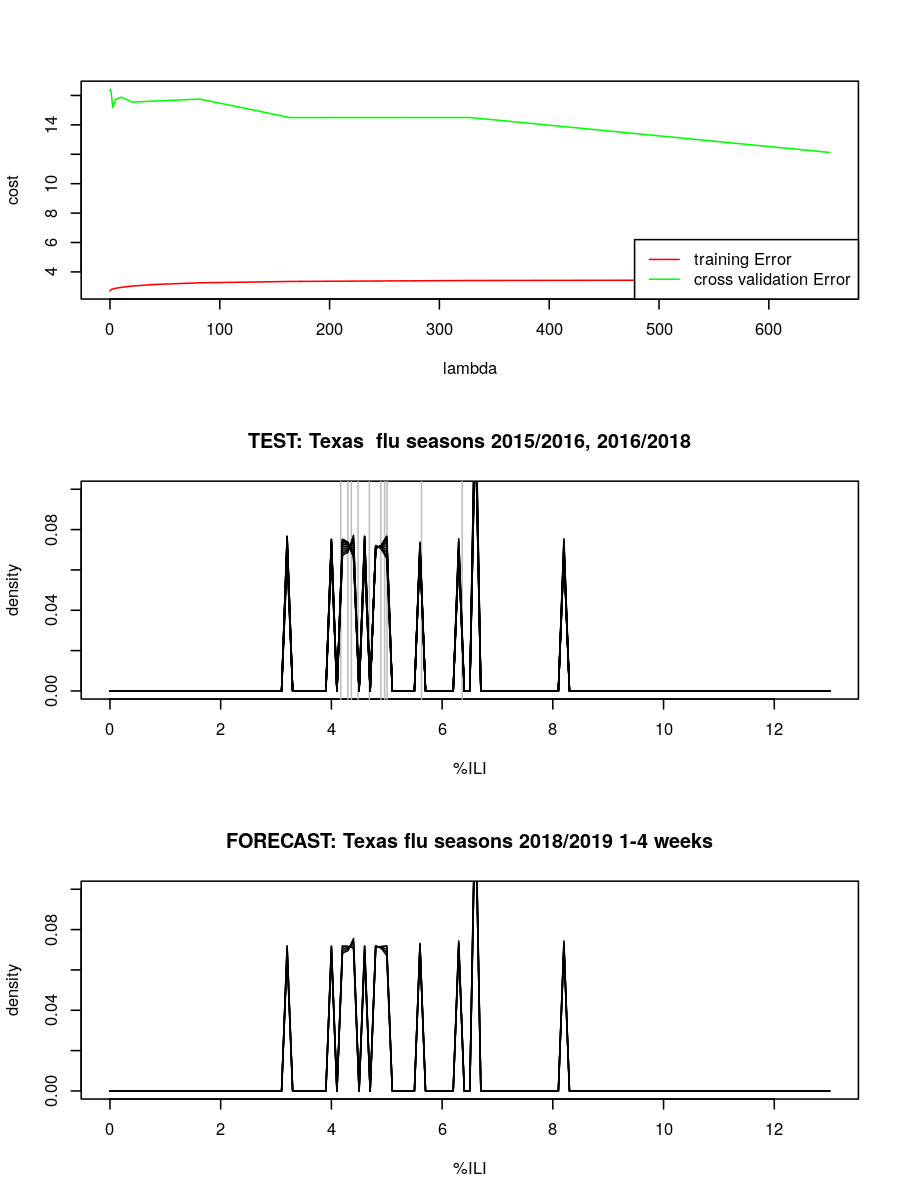 cost
14
10
8
6
4
training Error
cross validation Error
0 100 200 300 400 500 600
lambda
TEST: Texas  flu seasons 2015/2016, 2016/2018
density
0.08
0.04
0.00
0 2 4 6 8 10 12
%ILI
FORECAST: Texas flu seasons 2018/2019 1-4 weeks
density
0.08
0.04
0.00
0 2 4 6 8 10 12
%ILI